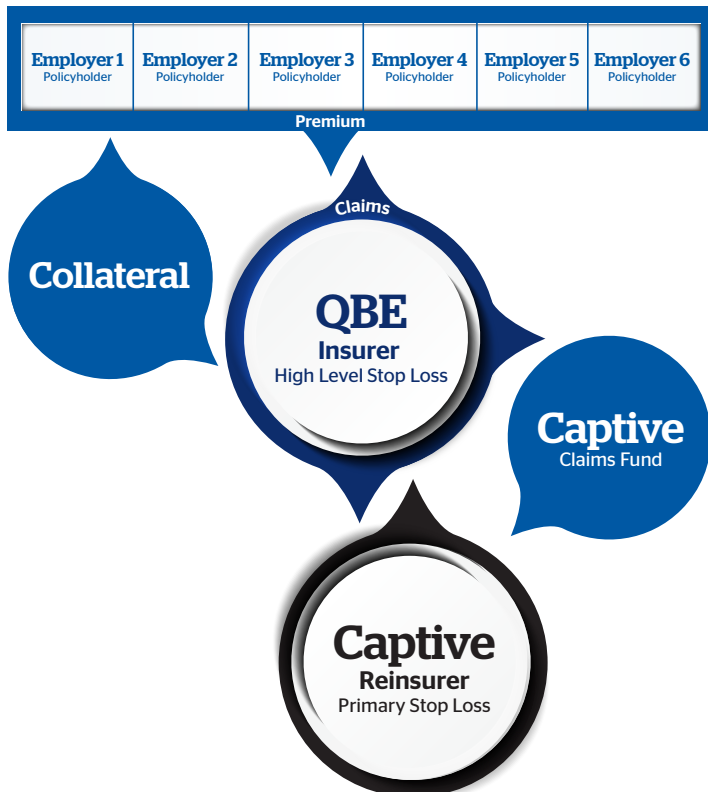 Employer 1 Employer 2 Employer 3 Employer 4 Employer 5 Employer 6
Policyholder Policyholder Policyholder Policyholder Policyholder Policyholder
Premium
Claims
Collateral
QBE
Insurer
High Level Stop Loss
Captive
Claims Fund
Captive
Reinsurer
Primary Stop Loss